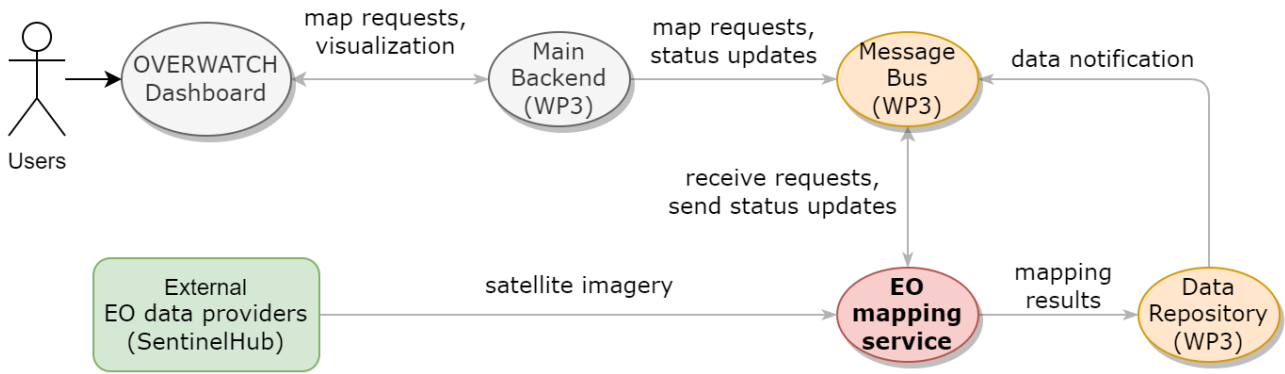 map requests,
visualization
map requests,
status updates
OVERWATCH
Dashboard
Main
Backend
(WP3)
Message
Bus
(WP3)
data notification
Users
receive requests,
send status updates
External
EO data providers
(SentinelHub)
satellite imagery
EO
mapping
service
mapping
results
Data
Repository
(WP3)